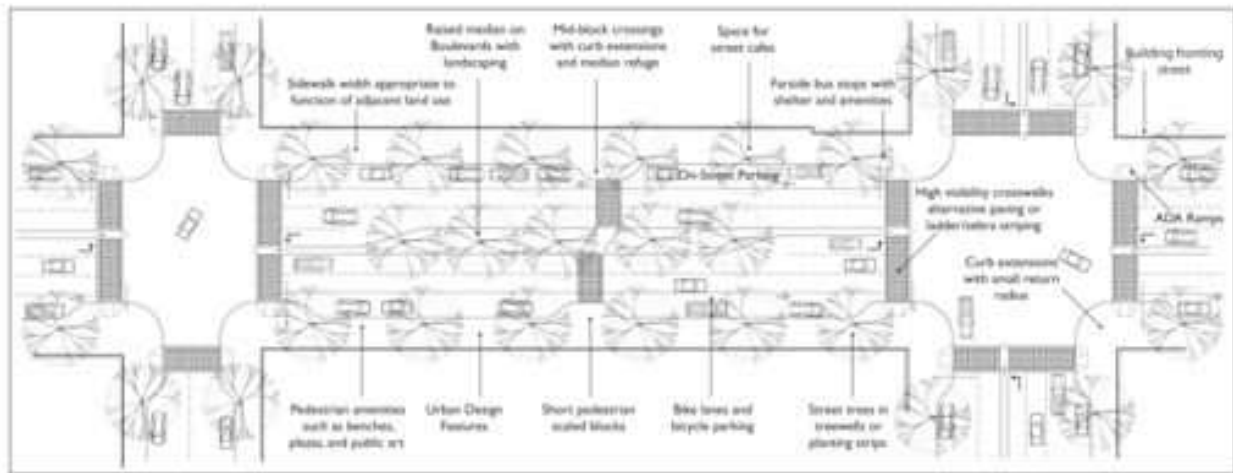 Raised median on
Boulevards with
landscaping
Mid-block crossings
with curb extensions
and median refuge
Space for
street cafes
Building fronting
street
Sidewalk width appropriate to
function of adjacent land use
Farside bus stops with
shelter and amenities
On-Street Parking
High visibility crosswalks
alternative paving or
ladder/zebra striping
ADA Ramps
Curb extensions
with small return
radius
Pedestrian amenities
such as benches,
plazas, and public art
Urban Design
Features
Short pedestrian
scaled blocks
Bike lanes and
bicycle parking
Street trees in
treewells or
planting strips